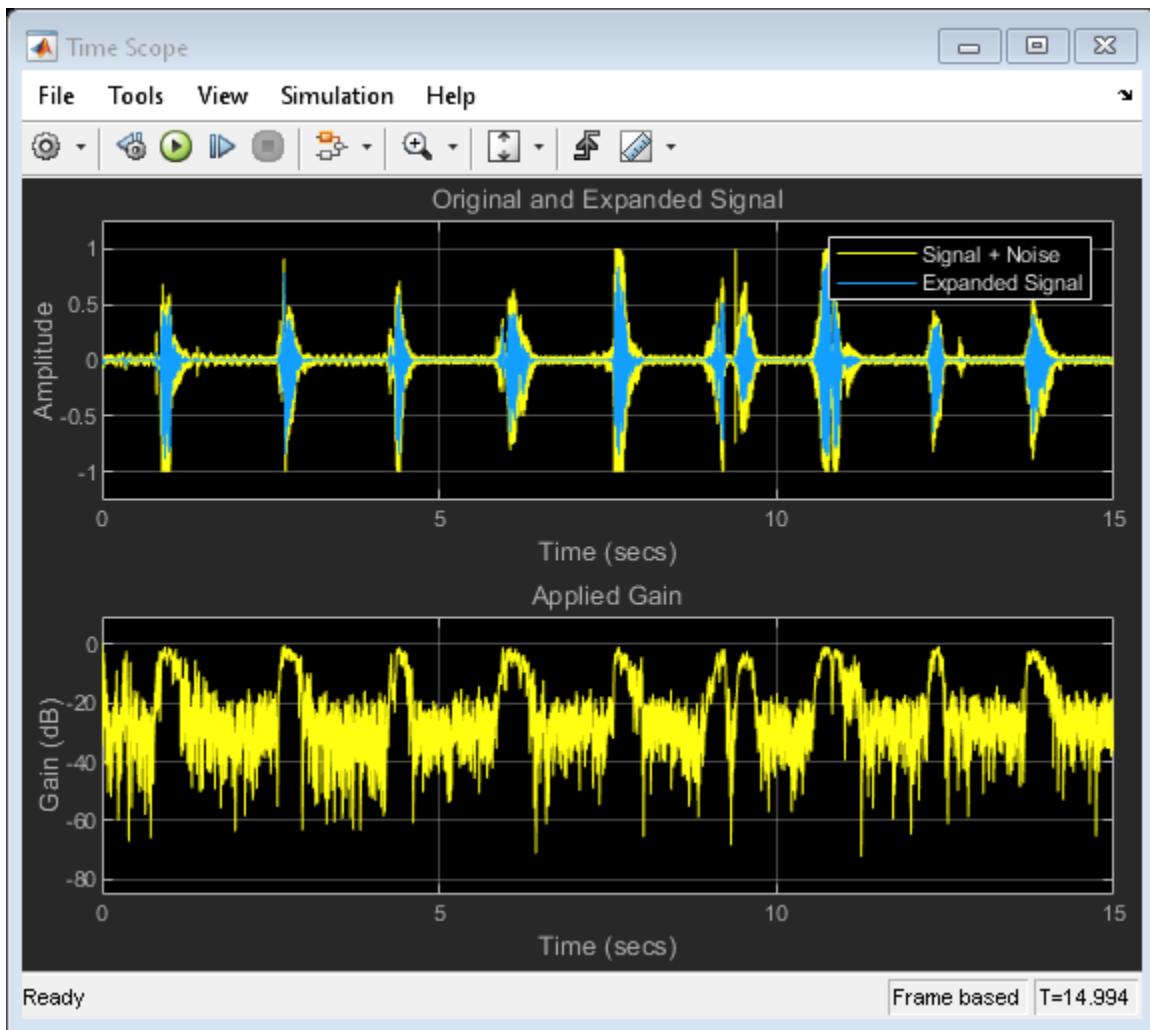 Time Scope
File Tools View Simulation Help
Original and Expanded Signal
Signal + Noise
Expanded Signal
Amplitude
1
0.5
0
-0.5
-1
0 5 10 15
Time (secs)
Applied Gain
Gain (dB)
0
-20
-40
-60
-80
0 5 10 15
Time (secs)
Ready Frame based T=14.994